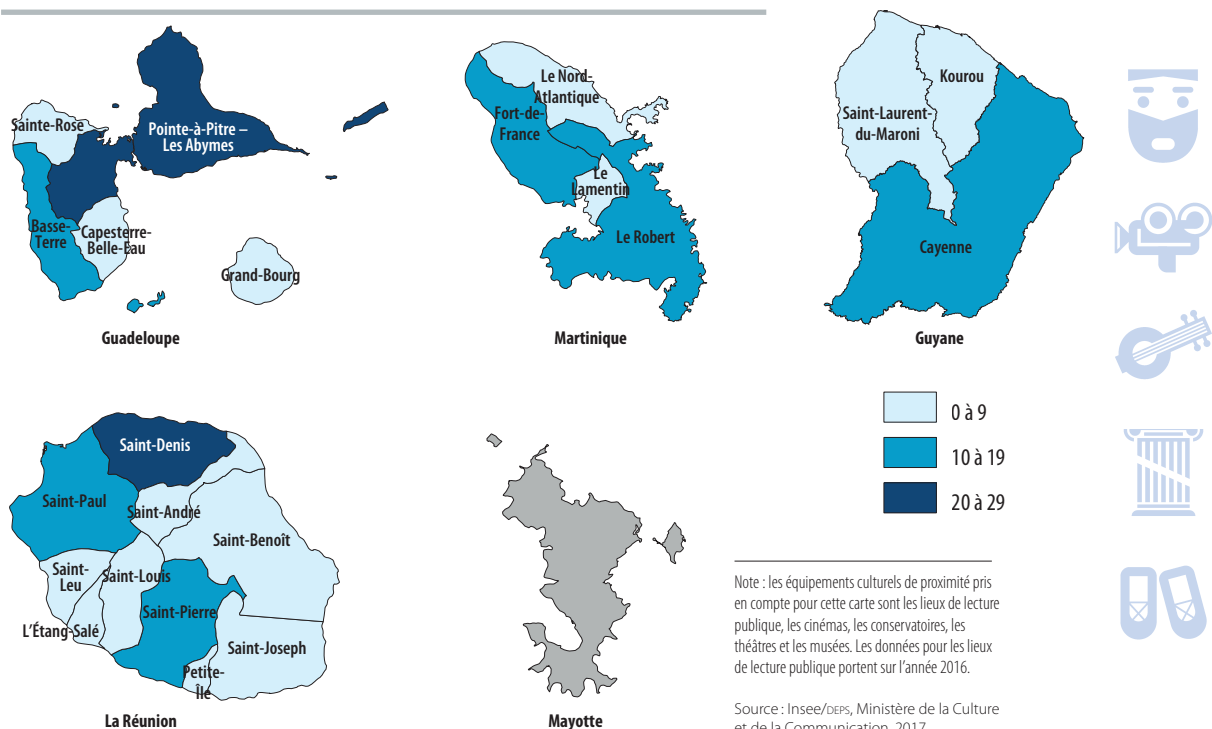 Sainte-Rose
Pointe-à-Pitre –
Les Abymes
Basse-
Terre
Capesterre-
Belle-Eau
Grand-Bourg
Guadeloupe
Le Nord-
Atlantique
Fort-de-
France
Le
Lamentin
Le Robert
Martinique
Kourou
Saint-Laurent-
du-Maroni
Cayenne
Guyane
0 à 9
10 à 19
20 à 29
Saint-Denis
Saint-Paul
Saint-André
Saint-Benoît
Saint-
Leu
Saint-Louis
Saint-Pierre
L'Étang-Salé
Saint-Joseph
Petite-
Île
La Réunion
Mayotte
Note : les équipements culturels de proximité pris
en compte pour cette carte sont les lieux de lecture
publique, les cinémas, les conservatoires, les
théâtres et les musées. Les données pour les lieux
de lecture publique portent sur l'année 2016.
Source : Insee/DEPS, Ministère de la Culture
et de la Communication, 2017